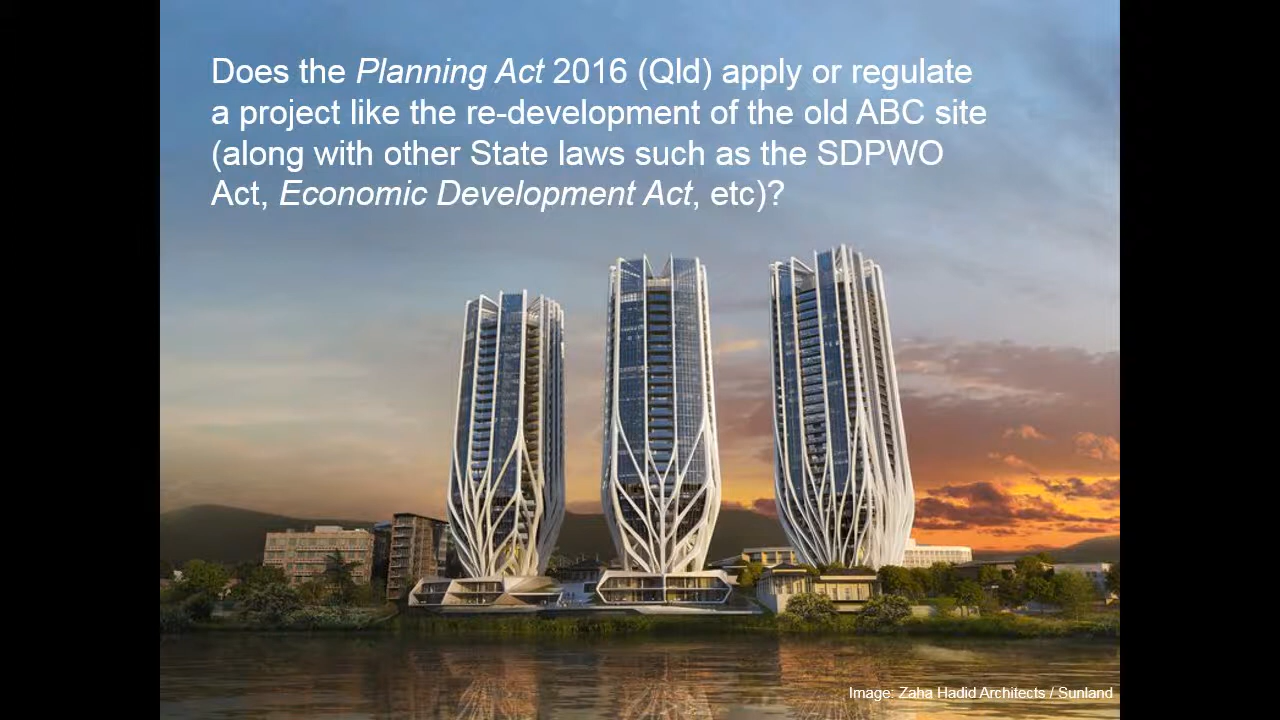 Does the Planning Act 2016 (Qld) apply or regulate
a project like the re-development of the old ABC site
(along with other State laws such as the SDPWO
Act, Economic Development Act, etc)?
Image: Zaha Hadid Architects / Sunland